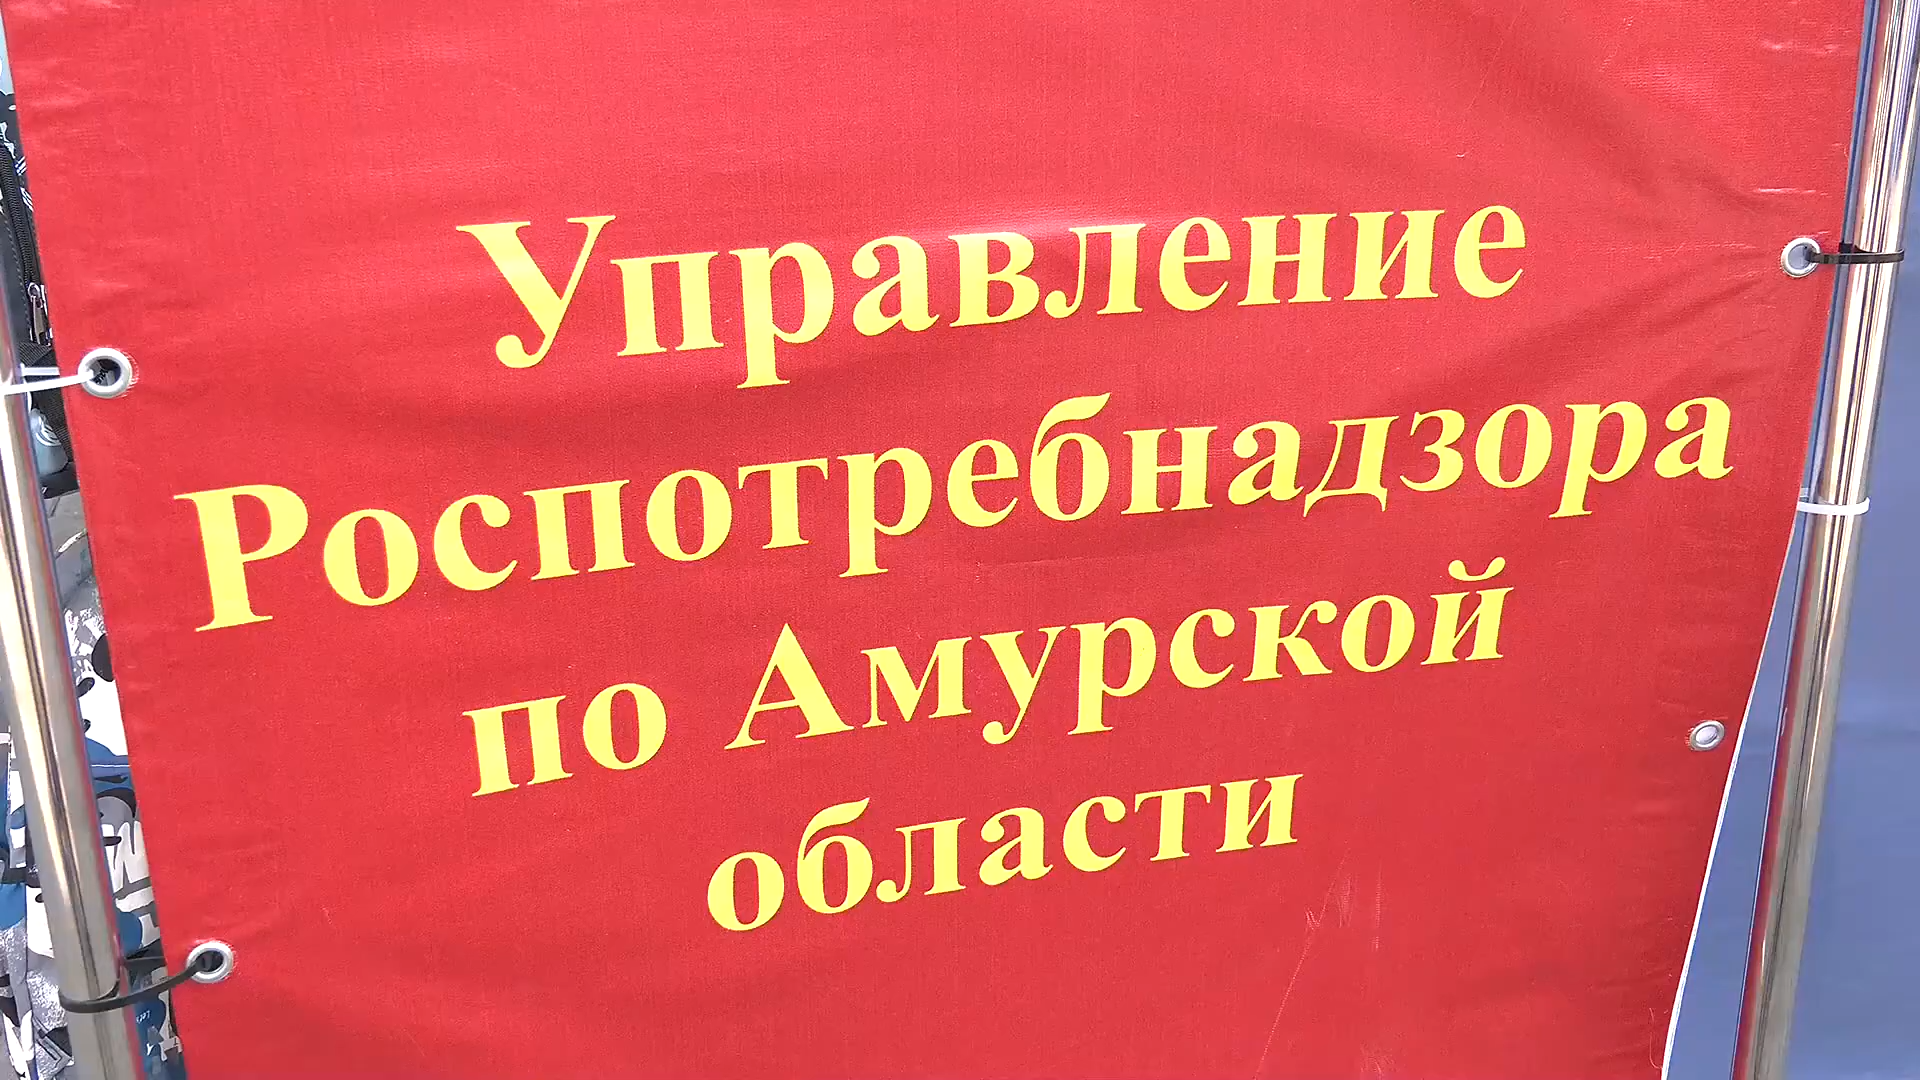 Управление
Роспотребнадзора
по Амурской
области